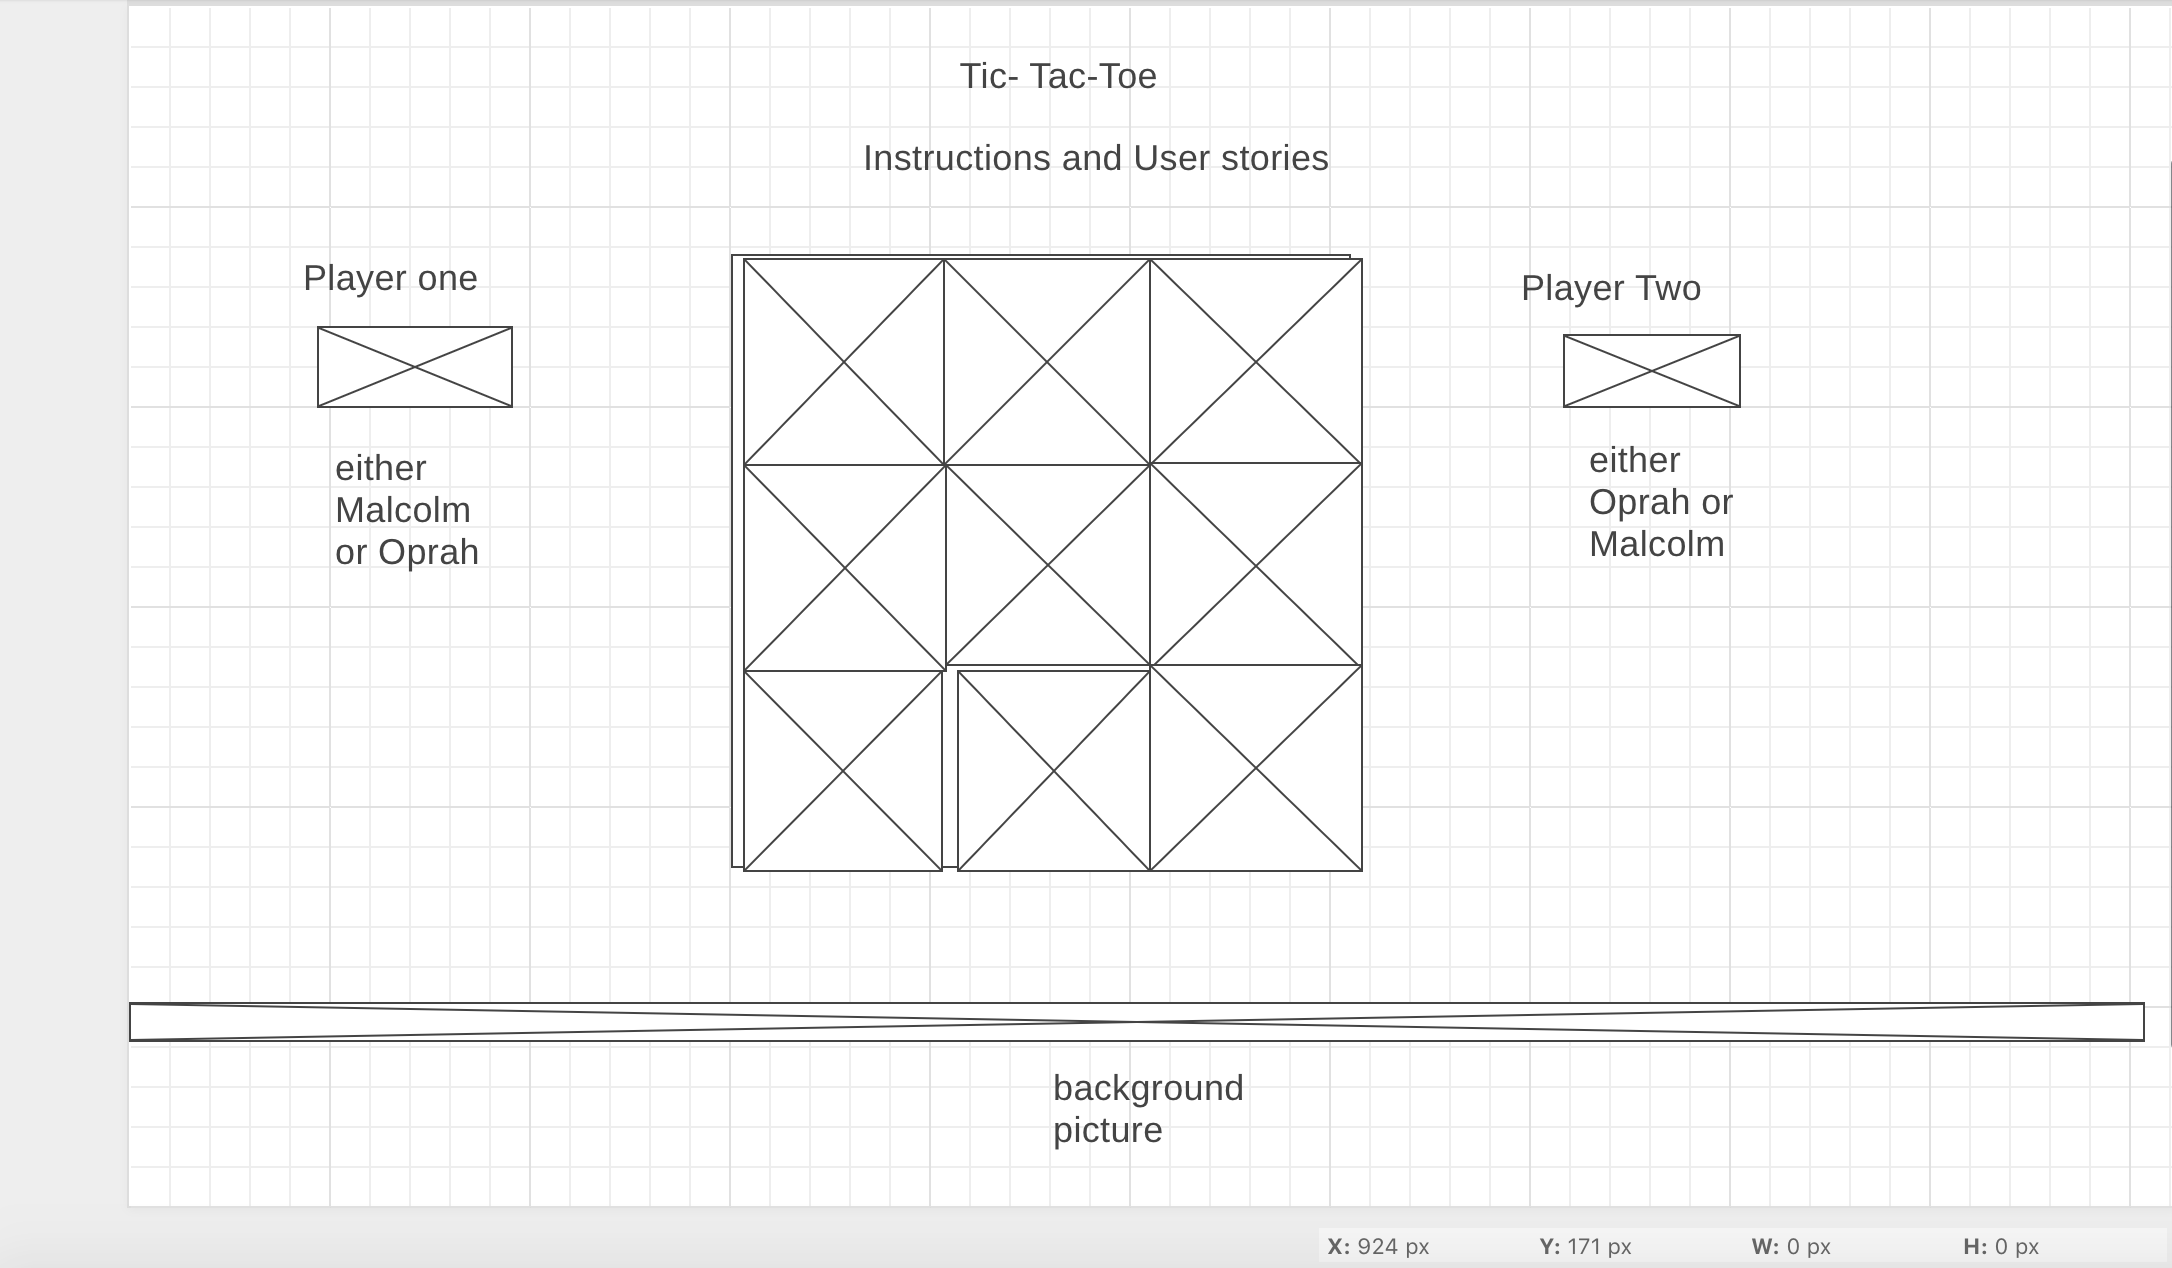 Tic- Tac-Toe
Instructions and User stories
Player one
either
Malcolm
or Oprah
Player Two
either
Oprah or
Malcolm
background
picture
X: 924 px Y: 171 px W: 0 px H: 0 px